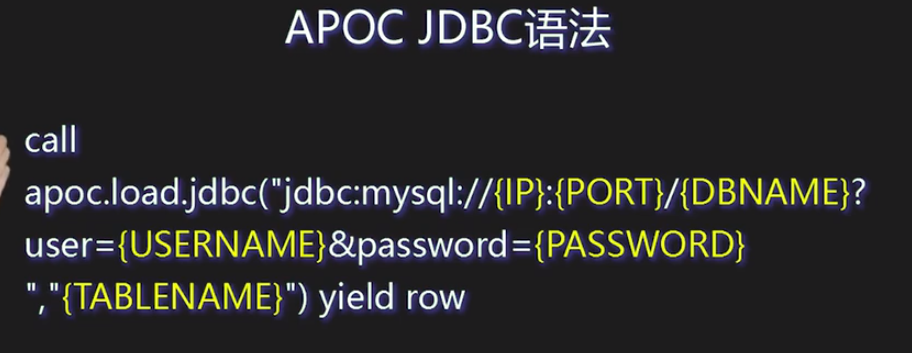 APOC JDBC语法
call
apoc.load.jdbc("jdbc:mysql://{IP}:{PORT}/{DBNAME}?
user={USERNAME}&password={PASSWORD}
","{TABLENAME}") yield row